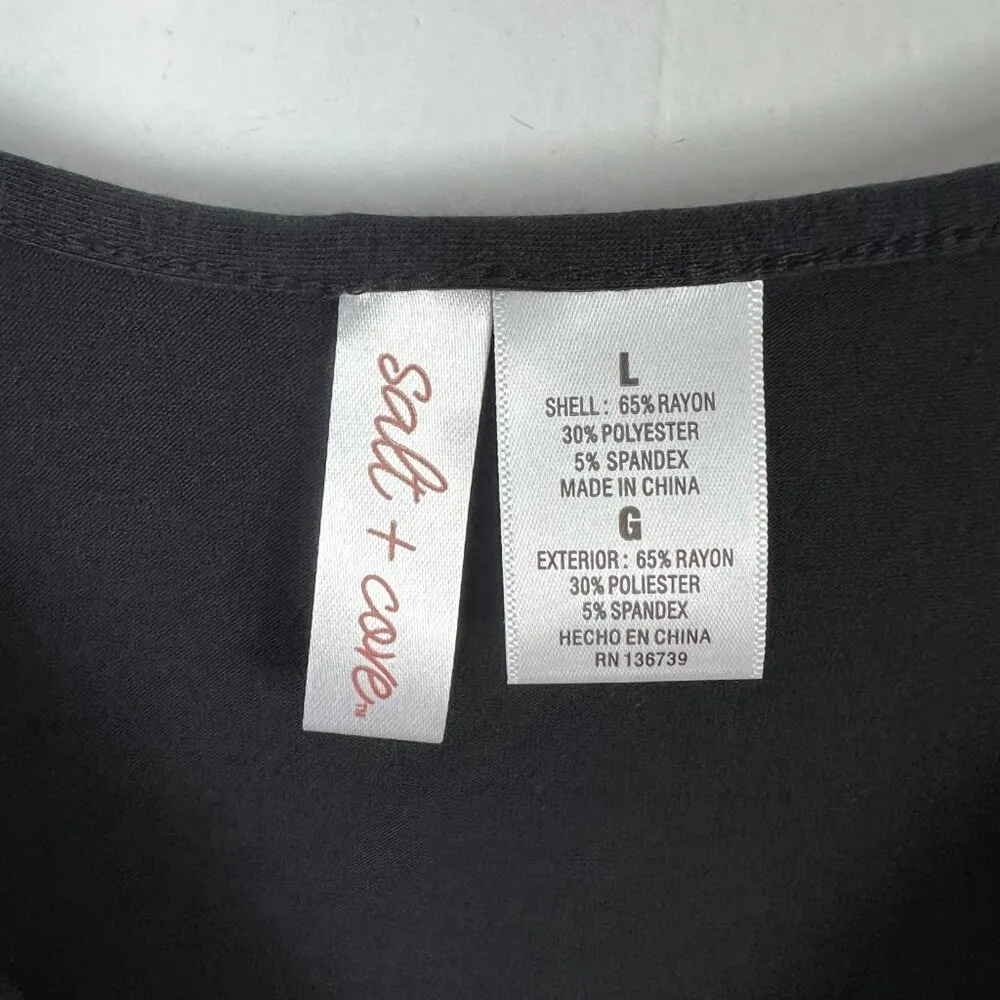 salt + cove™
L
SHELL: 65% RAYON
30% POLYESTER
5% SPANDEX
MADE IN CHINA
G
EXTERIOR: 65% RAYON
30% POLIESTER
5% SPANDEX
HECHO EN CHINA
RN 136739